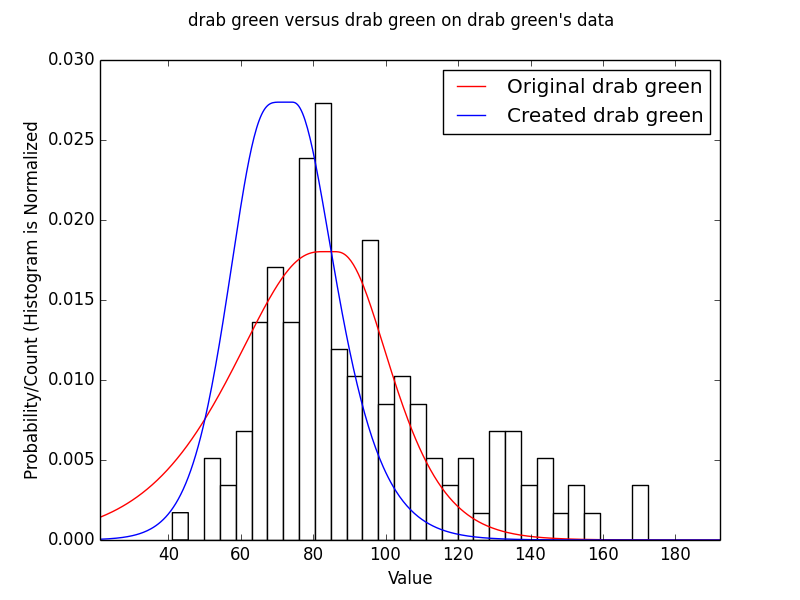 drab green versus drab green on drab green's data
Original drab green
Created drab green
Probability/Count (Histogram is Normalized
0.030
0.025
0.020
0.015
0.010
0.005
0.000
40 60 80 100 120 140 160 180
Value